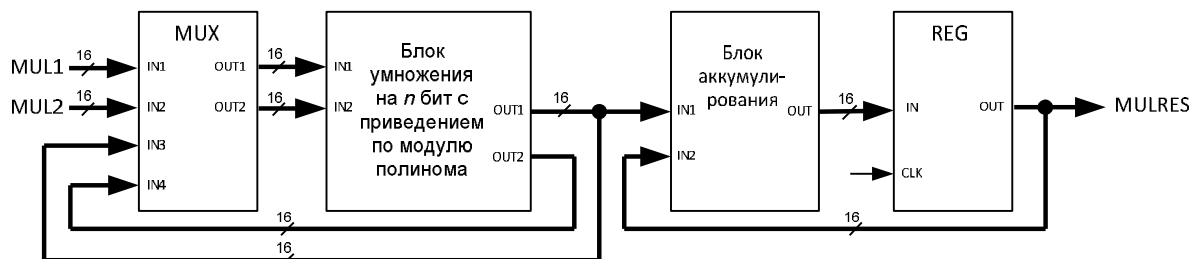 MUL1
MUL2
16
16
MUX
IN1
IN2
IN3
IN4
OUT1
OUT2
16
16
IN1
IN2
Блок
умножения
на n бит с
приведением
по модулю
полинома
OUT1
OUT2
16
16
16
IN1
IN2
Блок
аккумули-
рования
OUT
16
REG
IN
CLK
OUT
MULRES
16